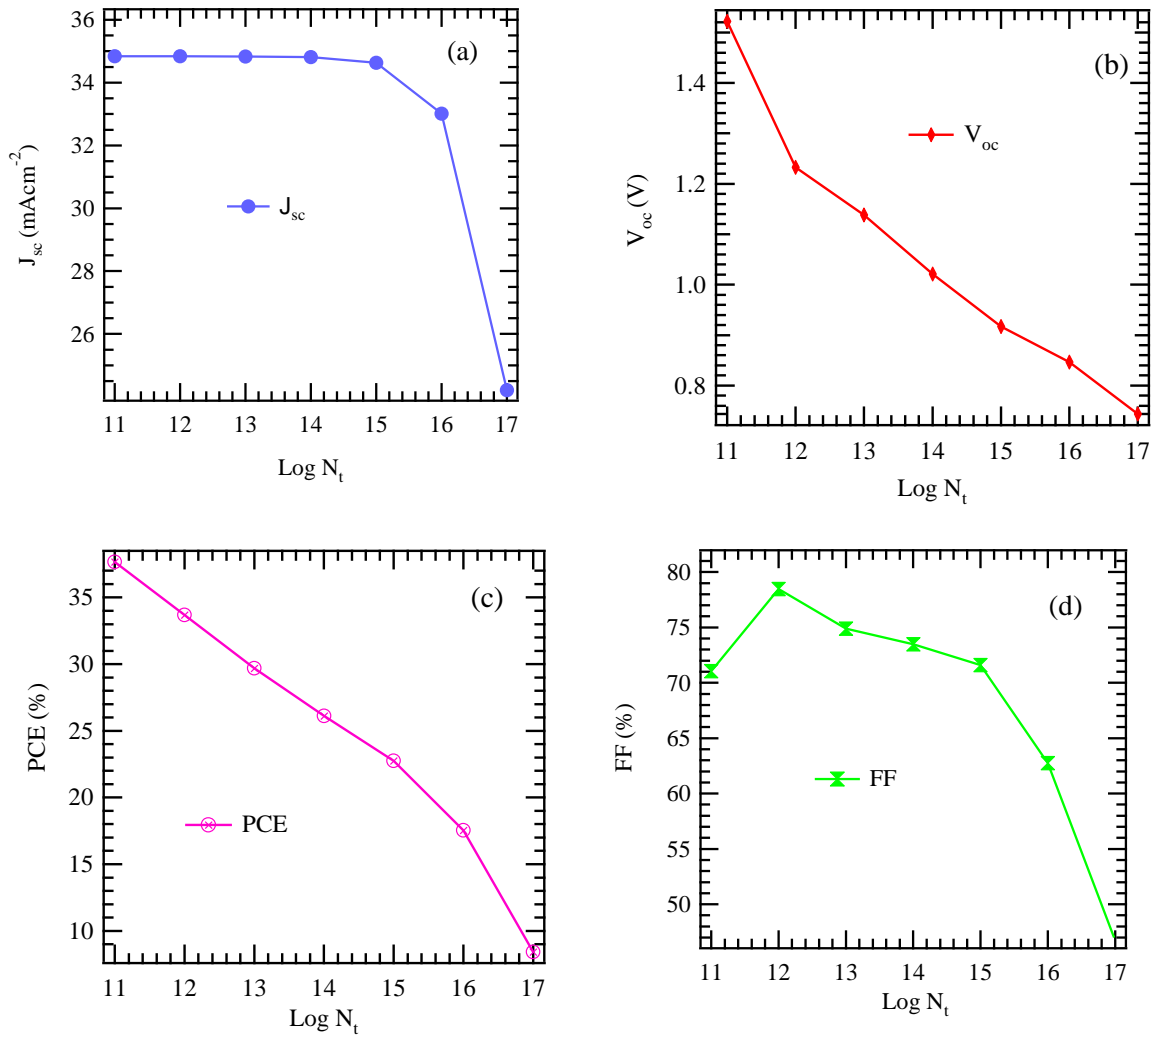 (a)
J_sc (mAcm^-2)
36
34
32
30
28
26
J_sc
11 12 13 14 15 16 17
Log N_t
(b)
V_oc (V)
1.4
1.2
1.0
0.8
V_oc
11 12 13 14 15 16 17
Log N_t
(c)
PCE (%)
35
30
25
20
15
10
PCE
11 12 13 14 15 16 17
Log N_t
(d)
FF (%)
80
75
70
65
60
55
50
FF
11 12 13 14 15 16 17
Log N_t